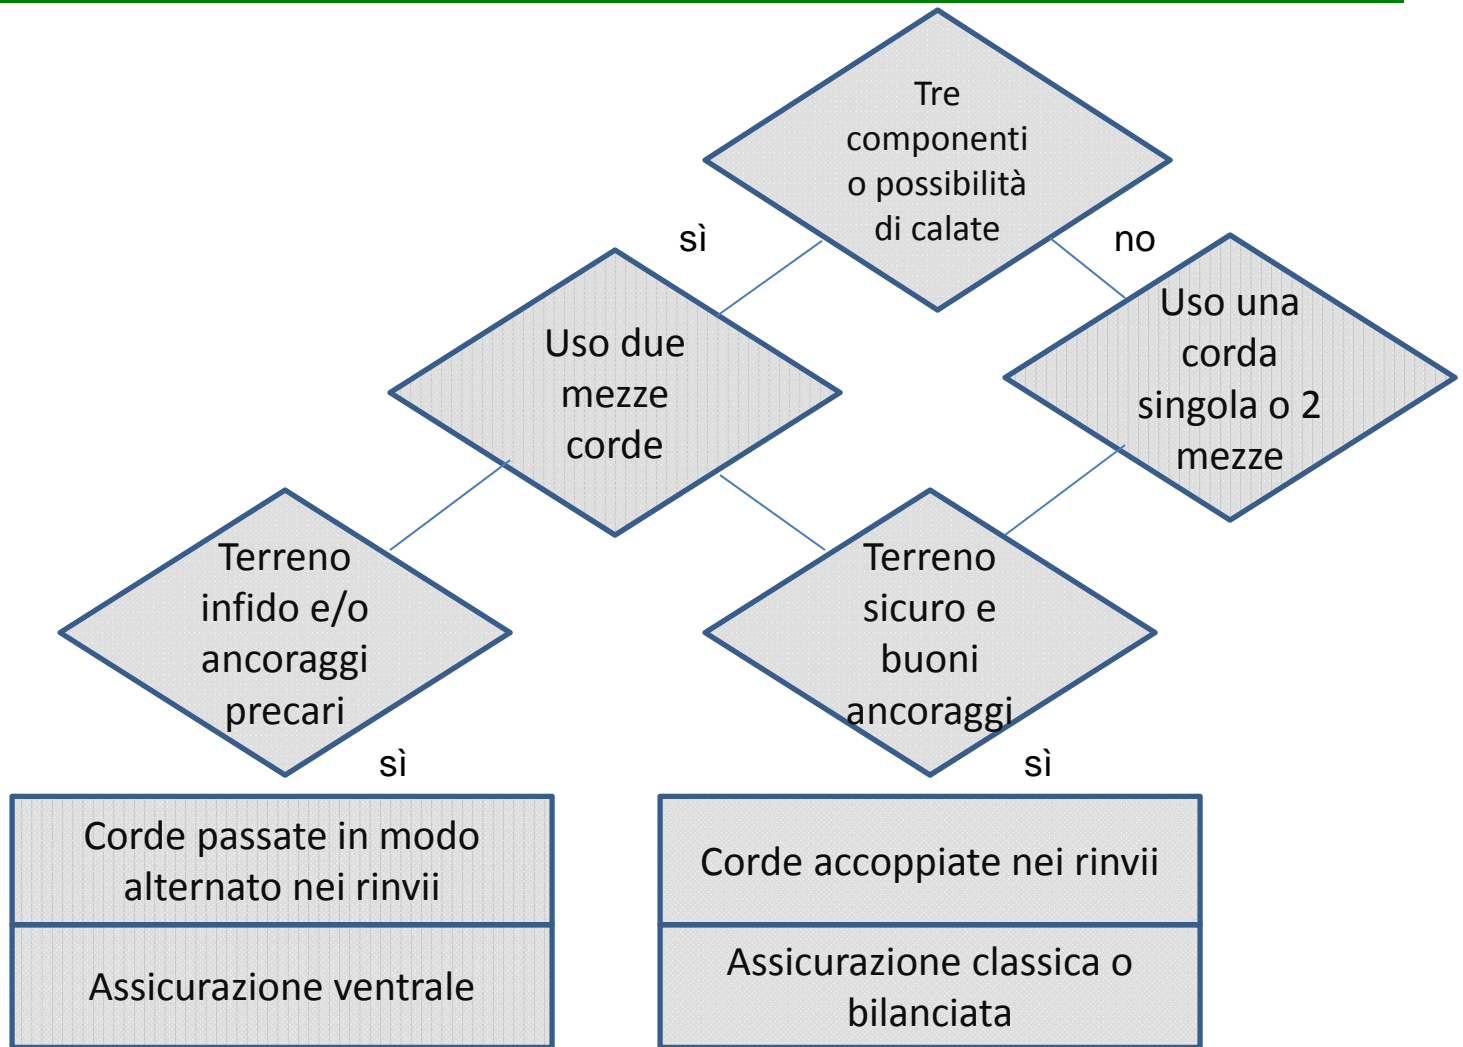 Tre
componenti
o possibilità
di calate
sì
no
Uso due
mezze
corde
Uso una
corda
singola o 2
mezze
Terreno
infido e/o
ancoraggi
precari
sì
Terreno
sicuro e
buoni
ancoraggi
sì
Corde passate in modo
alternato nei rinvii
Assicurazione ventrale
Corde accoppiate nei rinvii
Assicurazione classica o
bilanciata